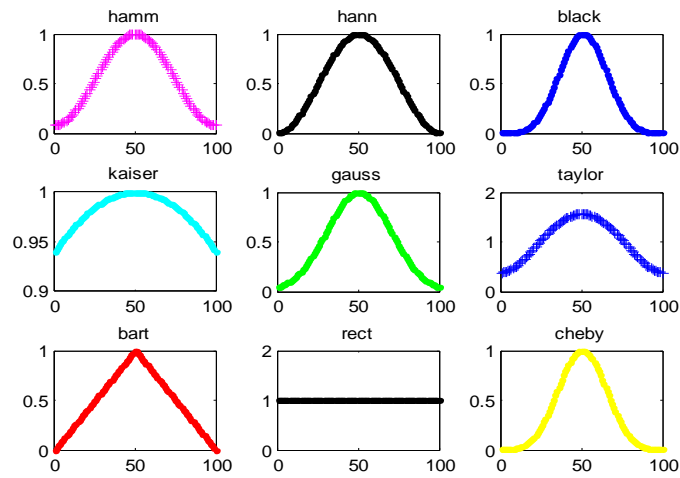 hamm hann black
1 1 1
0.5 0.5 0.5
0 0 0
0 50 100 0 50 100 0 50 100
kaiser gauss taylor
1 1 2
0.95 0.5 1
0.9 0 0
0 50 100 0 50 100 0 50 100
bart rect cheby
1 2 1
0.5 1 0.5
0 0 0
0 50 100 0 50 100 0 50 100